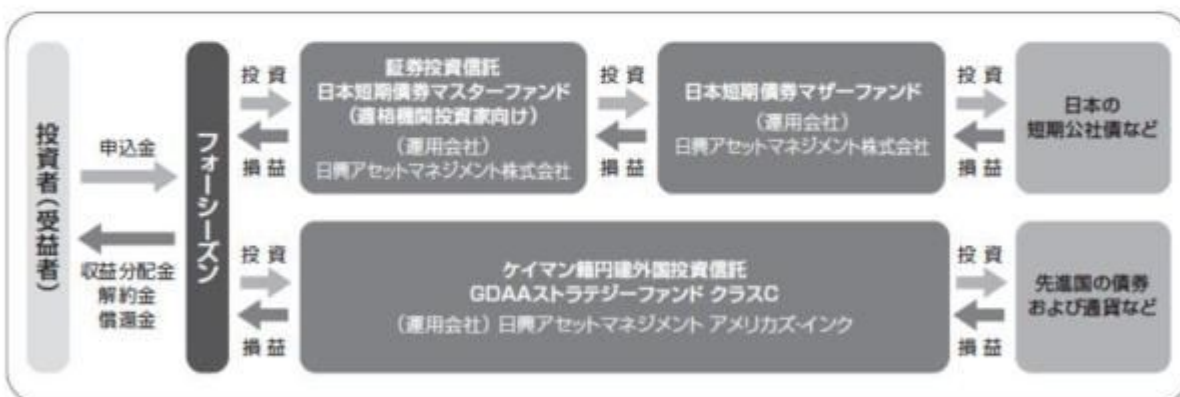 投資者(受益者)
申込金
収益分配金
解約金
償還金
フォーシーズン
投資
損益
証券投資信託
日本短期債券マスターファンド
(適格機関投資家向け)
(運用会社)
日興アセットマネジメント株式会社
投資
損益
日本短期債券マザーファンド
(運用会社)
日興アセットマネジメント株式会社
投資
損益
日本の
短期公社債など
投資
損益
ケイマン籍円建外国投資信託
GDAAストラテジーファンド クラスC
(運用会社) 日興アセットマネジメント アメリカズ・インク
投資
損益
先進国の債券
および通貨など